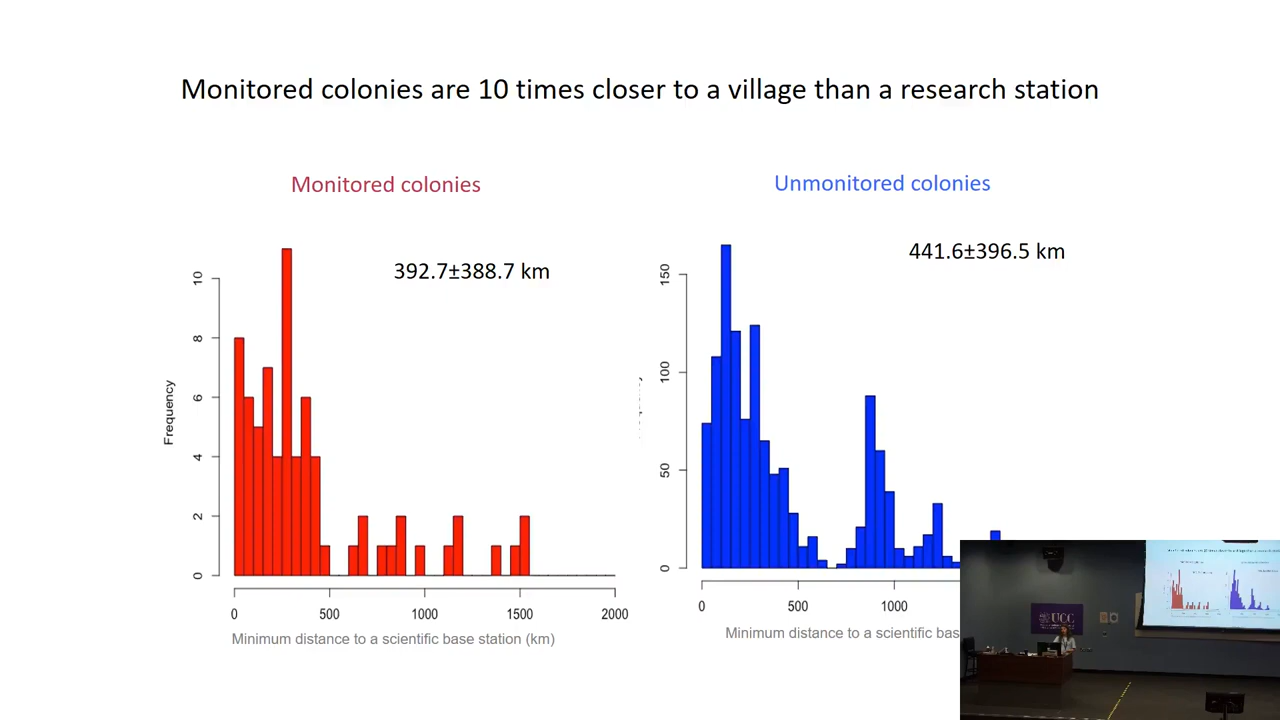 Monitored colonies are 10 times closer to a village than a research station
Monitored colonies
392.7±388.7 km
Frequency
10
8
6
4
2
0
0 500 1000 1500 2000
Minimum distance to a scientific base station (km)
Unmonitored colonies
441.6±396.5 km
150
100
50
0
0 500 1000
Minimum distance to a scientific bas
UCC